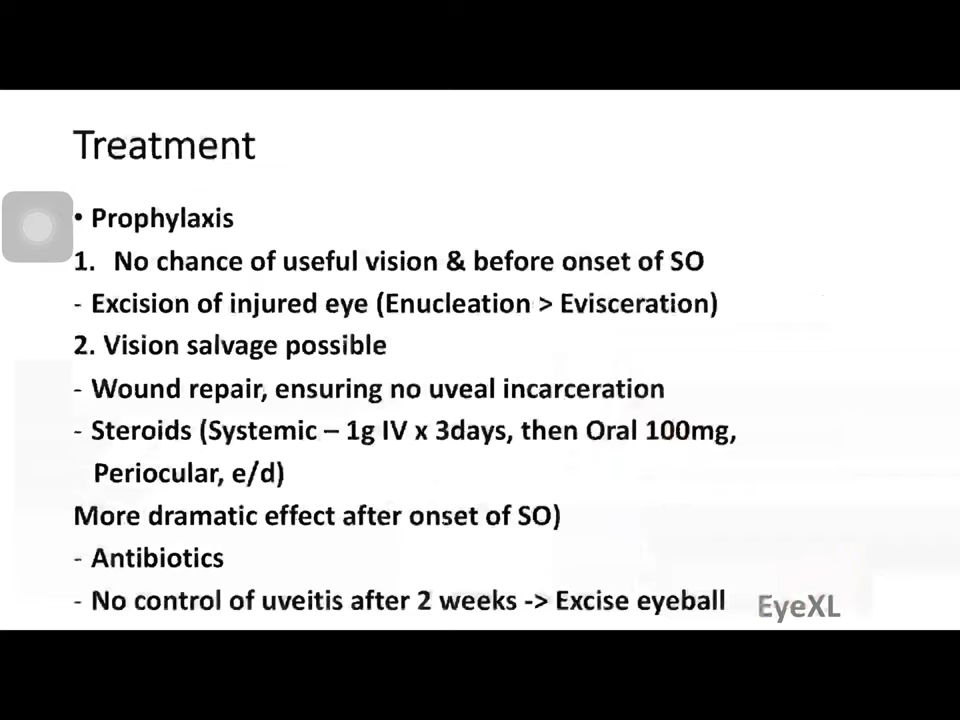 Treatment
• Prophylaxis
1. No chance of useful vision & before onset of SO
- Excision of injured eye (Enucleation > Evisceration)
2. Vision salvage possible
- Wound repair, ensuring no uveal incarceration
- Steroids (Systemic – 1g IV x 3days, then Oral 100mg,
Periocular, e/d)
More dramatic effect after onset of SO)
- Antibiotics
- No control of uveitis after 2 weeks -> Excise eyeball
EyeXL